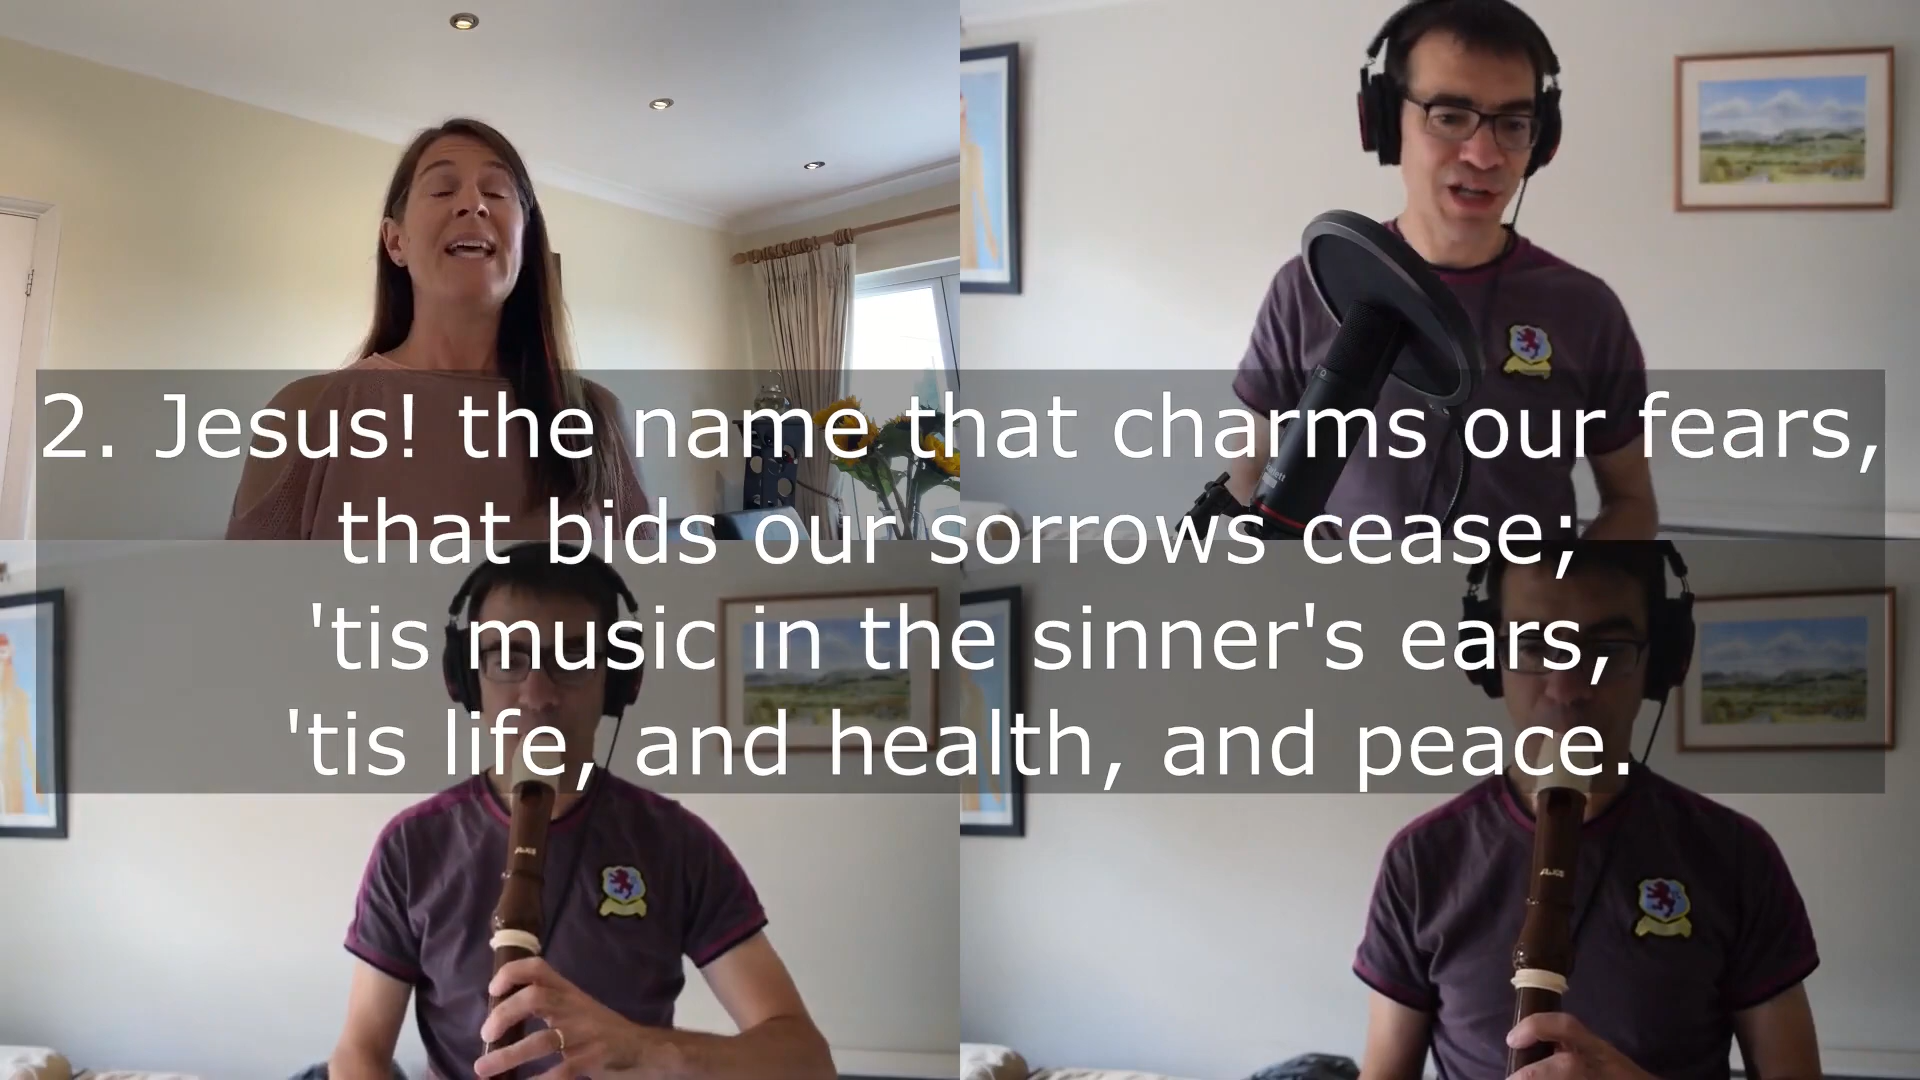 2. Jesus! the name that charms our fears,
that bids our sorrows cease;
'tis music in the sinner's ears,
'tis life, and health, and peace.